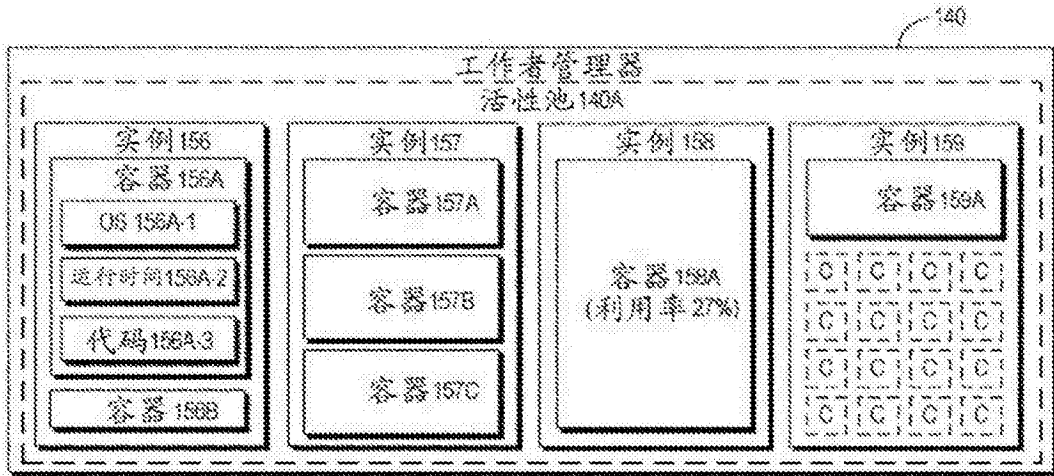 140
工作者管理器
活性池140A
实例156
容器156A
OS 156A-1
运行时间156A-2
代码156A-3
容器156B
实例157
容器157A
容器157B
容器157C
实例158
容器158A
(利用率27%)
实例159
容器159A
C C C C
C C C C
C C C C
C C C C